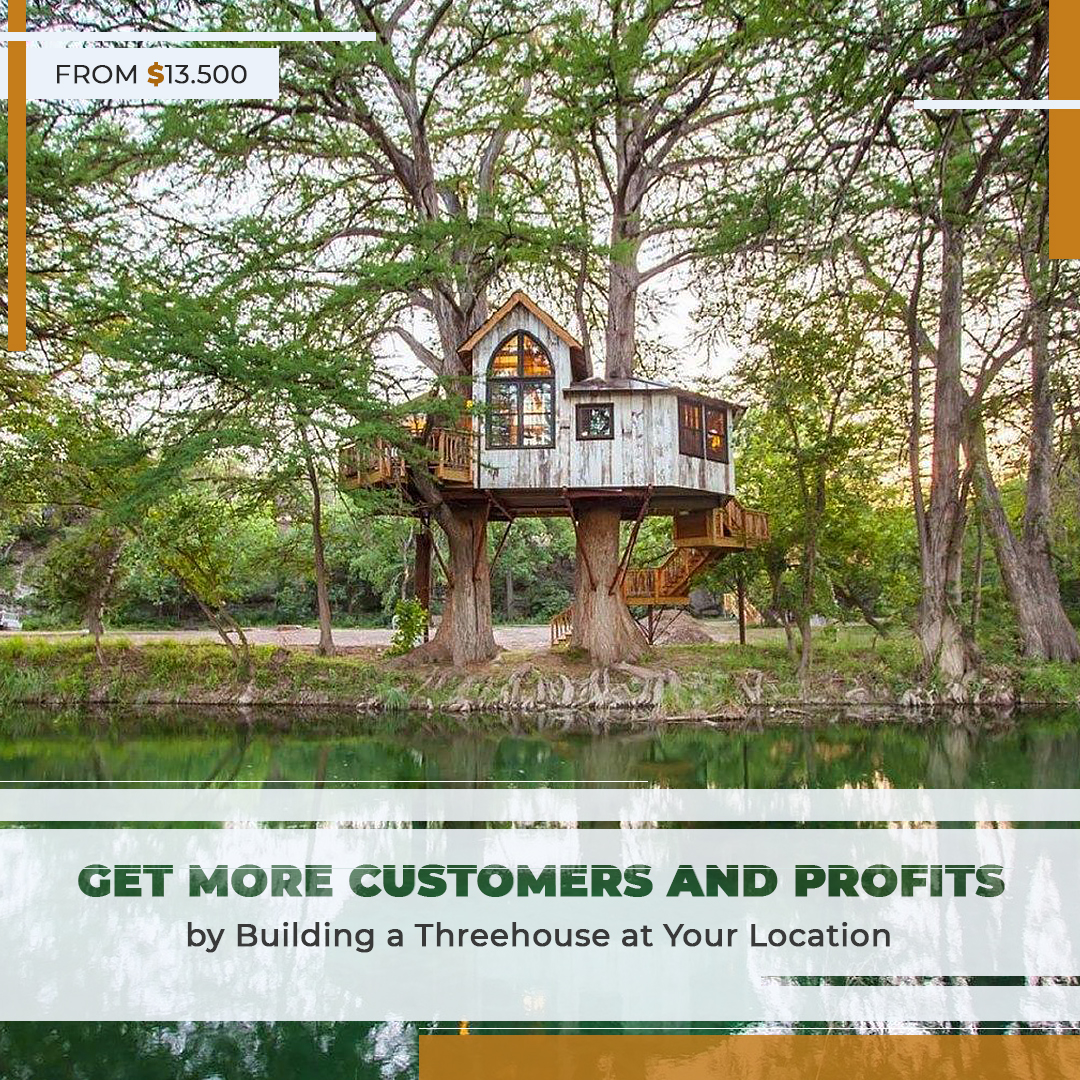 FROM $13.500
GET MORE CUSTOMERS AND PROFITS
by Building a Threehouse at Your Location